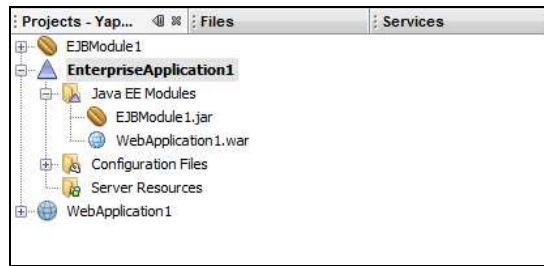 Projects - Yap... Files Services
EJBModule1
EnterpriseApplication1
Java EE Modules
EJBModule1.jar
WebApplication1.war
Configuration Files
Server Resources
WebApplication1